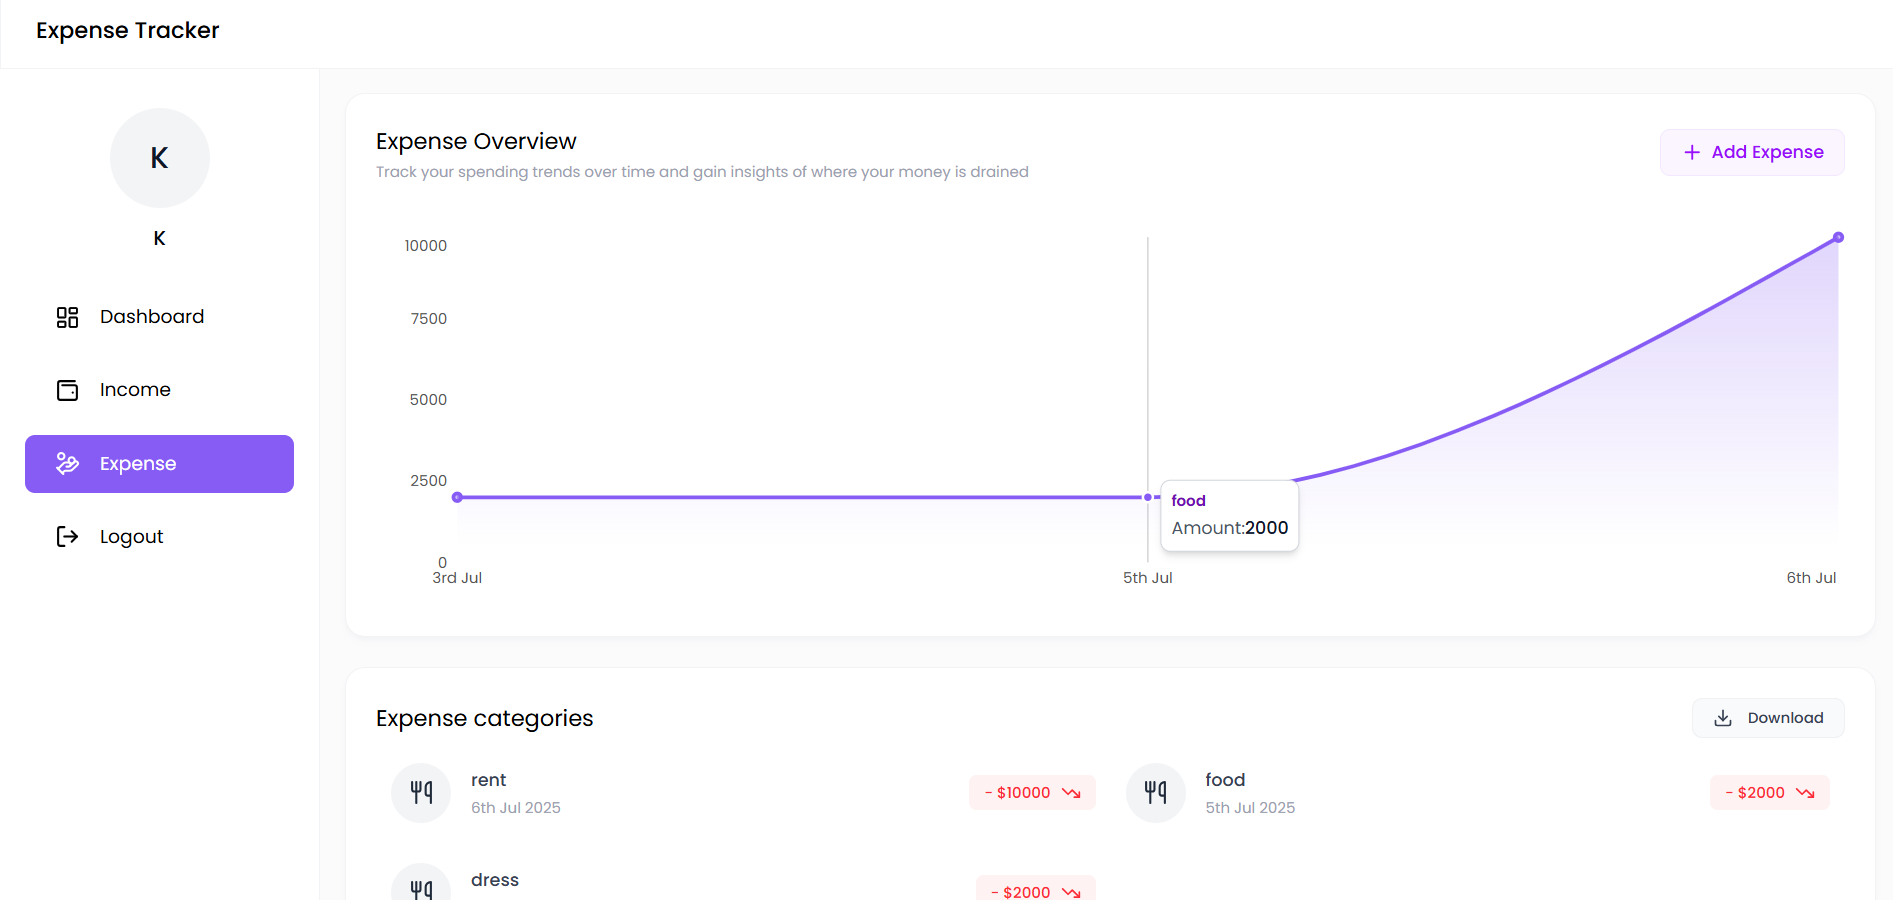 Expense Tracker
K
K
Dashboard
Income
Expense
Logout
Expense Overview
Track your spending trends over time and gain insights of where your money is drained
Add Expense
10000
7500
5000
2500
0
food
Amount:2000
3rd Jul
5th Jul
6th Jul
Expense categories
Download
rent
6th Jul 2025
- $10000
food
5th Jul 2025
- $2000
dress
- $2000